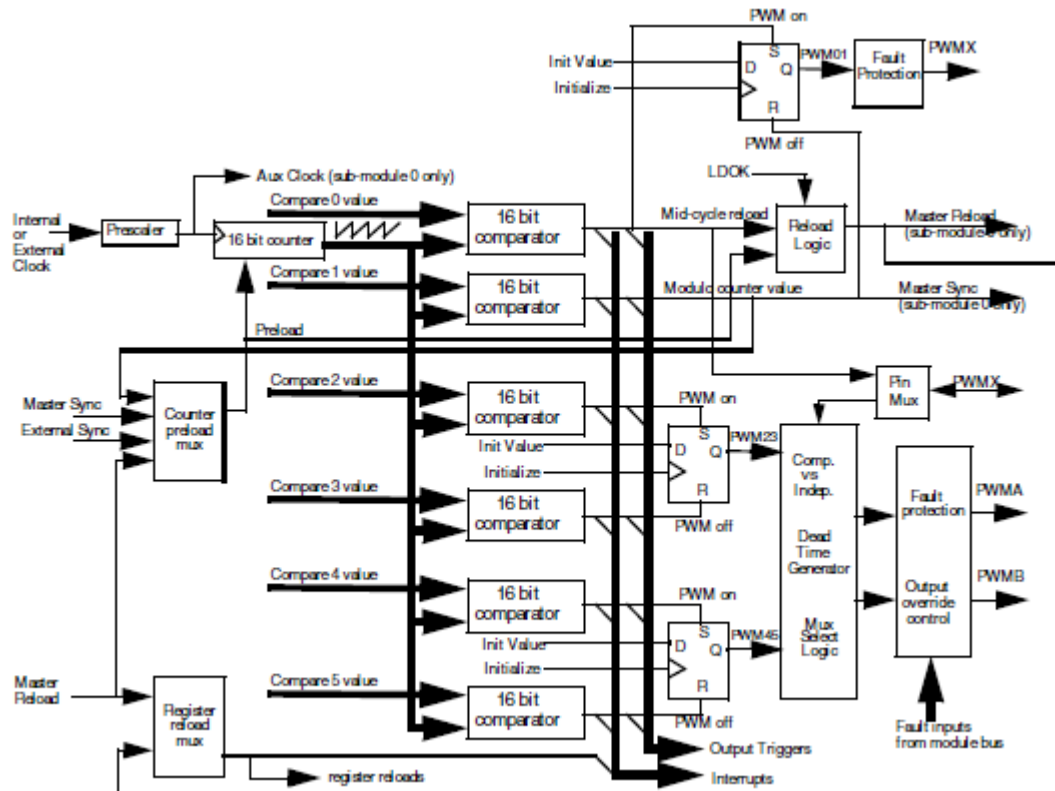 PWM on
Init Value
Initialize
D
S
Q
R
PWM01
Fault
Protection
PWMX
PWM off
LDOK
Aux Clock (sub-module 0 only)
Internal
or
External
Clock
Prescaler
16 bit counter
Compare 0 value
16 bit
comparator
Mid-cycle reload
Reload
Logic
Master Reload
(sub-module 0 only)
Compare 1 value
16 bit
comparator
Modulo counter value
Master Sync
(sub-module 0 only)
Preload
Master Sync
External Sync
Counter
preload
mux
Compare 2 value
16 bit
comparator
PWM on
Init Value
Initialize
D
S
Q
R
PWM23
PWM off
Pin
Mux
PWMX
Compare 3 value
16 bit
comparator
Comp.
vs
Indep.
Dead
Time
Generator
Mux
Select
Logic
Fault
protection
Output
override
control
PWMA
PWMB
Compare 4 value
16 bit
comparator
PWM on
Init Value
Initialize
D
S
Q
R
PWM45
PWM off
Compare 5 value
16 bit
comparator
Master
Reload
Register
reload
mux
register reloads
Output Triggers
Interrupts
Fault inputs
from module bus